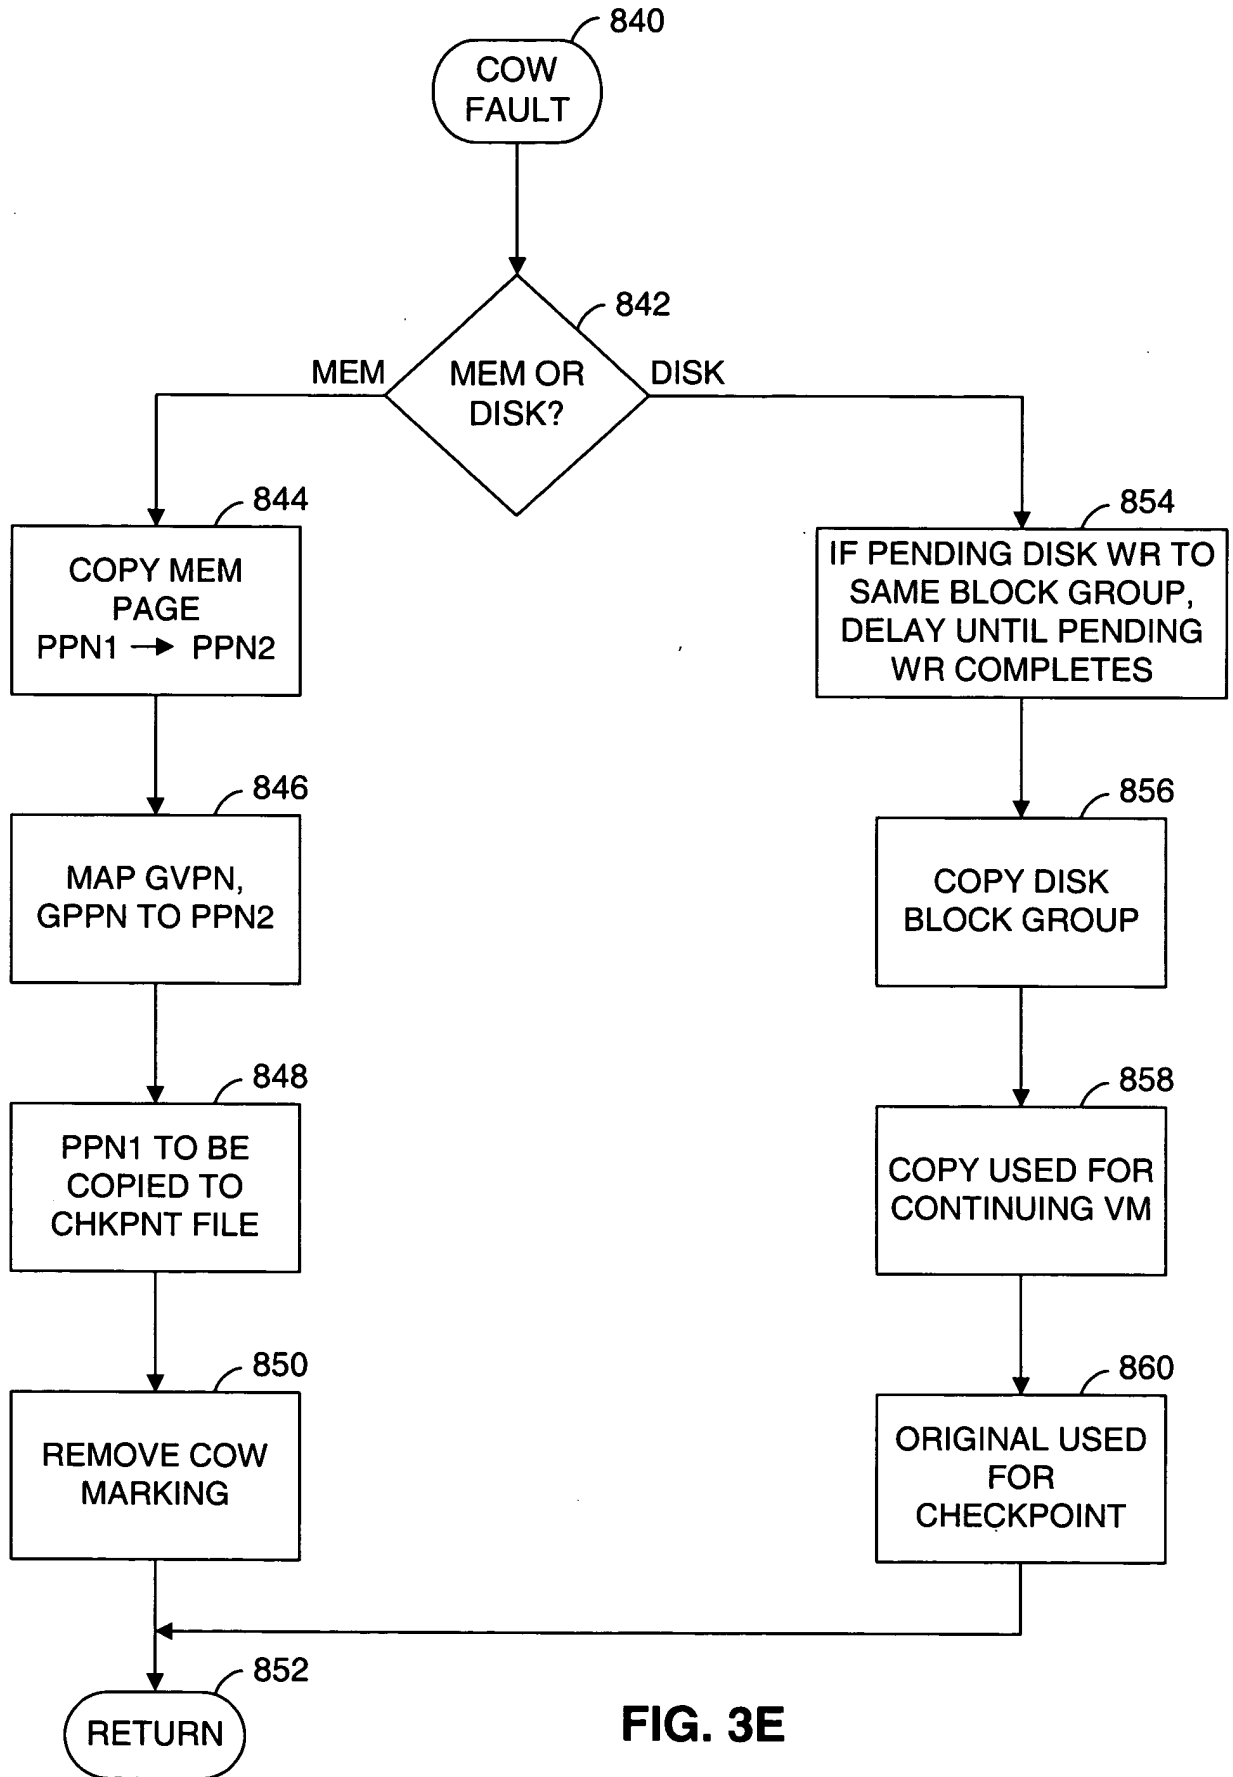 840
COW
FAULT
842
MEM
MEM OR
DISK?
DISK
844
COPY MEM
PAGE
PPN1 → PPN2
846
MAP GVPN,
GPPN TO PPN2
848
PPN1 TO BE
COPIED TO
CHKPNT FILE
850
REMOVE COW
MARKING
854
IF PENDING DISK WR TO
SAME BLOCK GROUP,
DELAY UNTIL PENDING
WR COMPLETES
856
COPY DISK
BLOCK GROUP
858
COPY USED FOR
CONTINUING VM
860
ORIGINAL USED
FOR
CHECKPOINT
852
RETURN
FIG. 3E